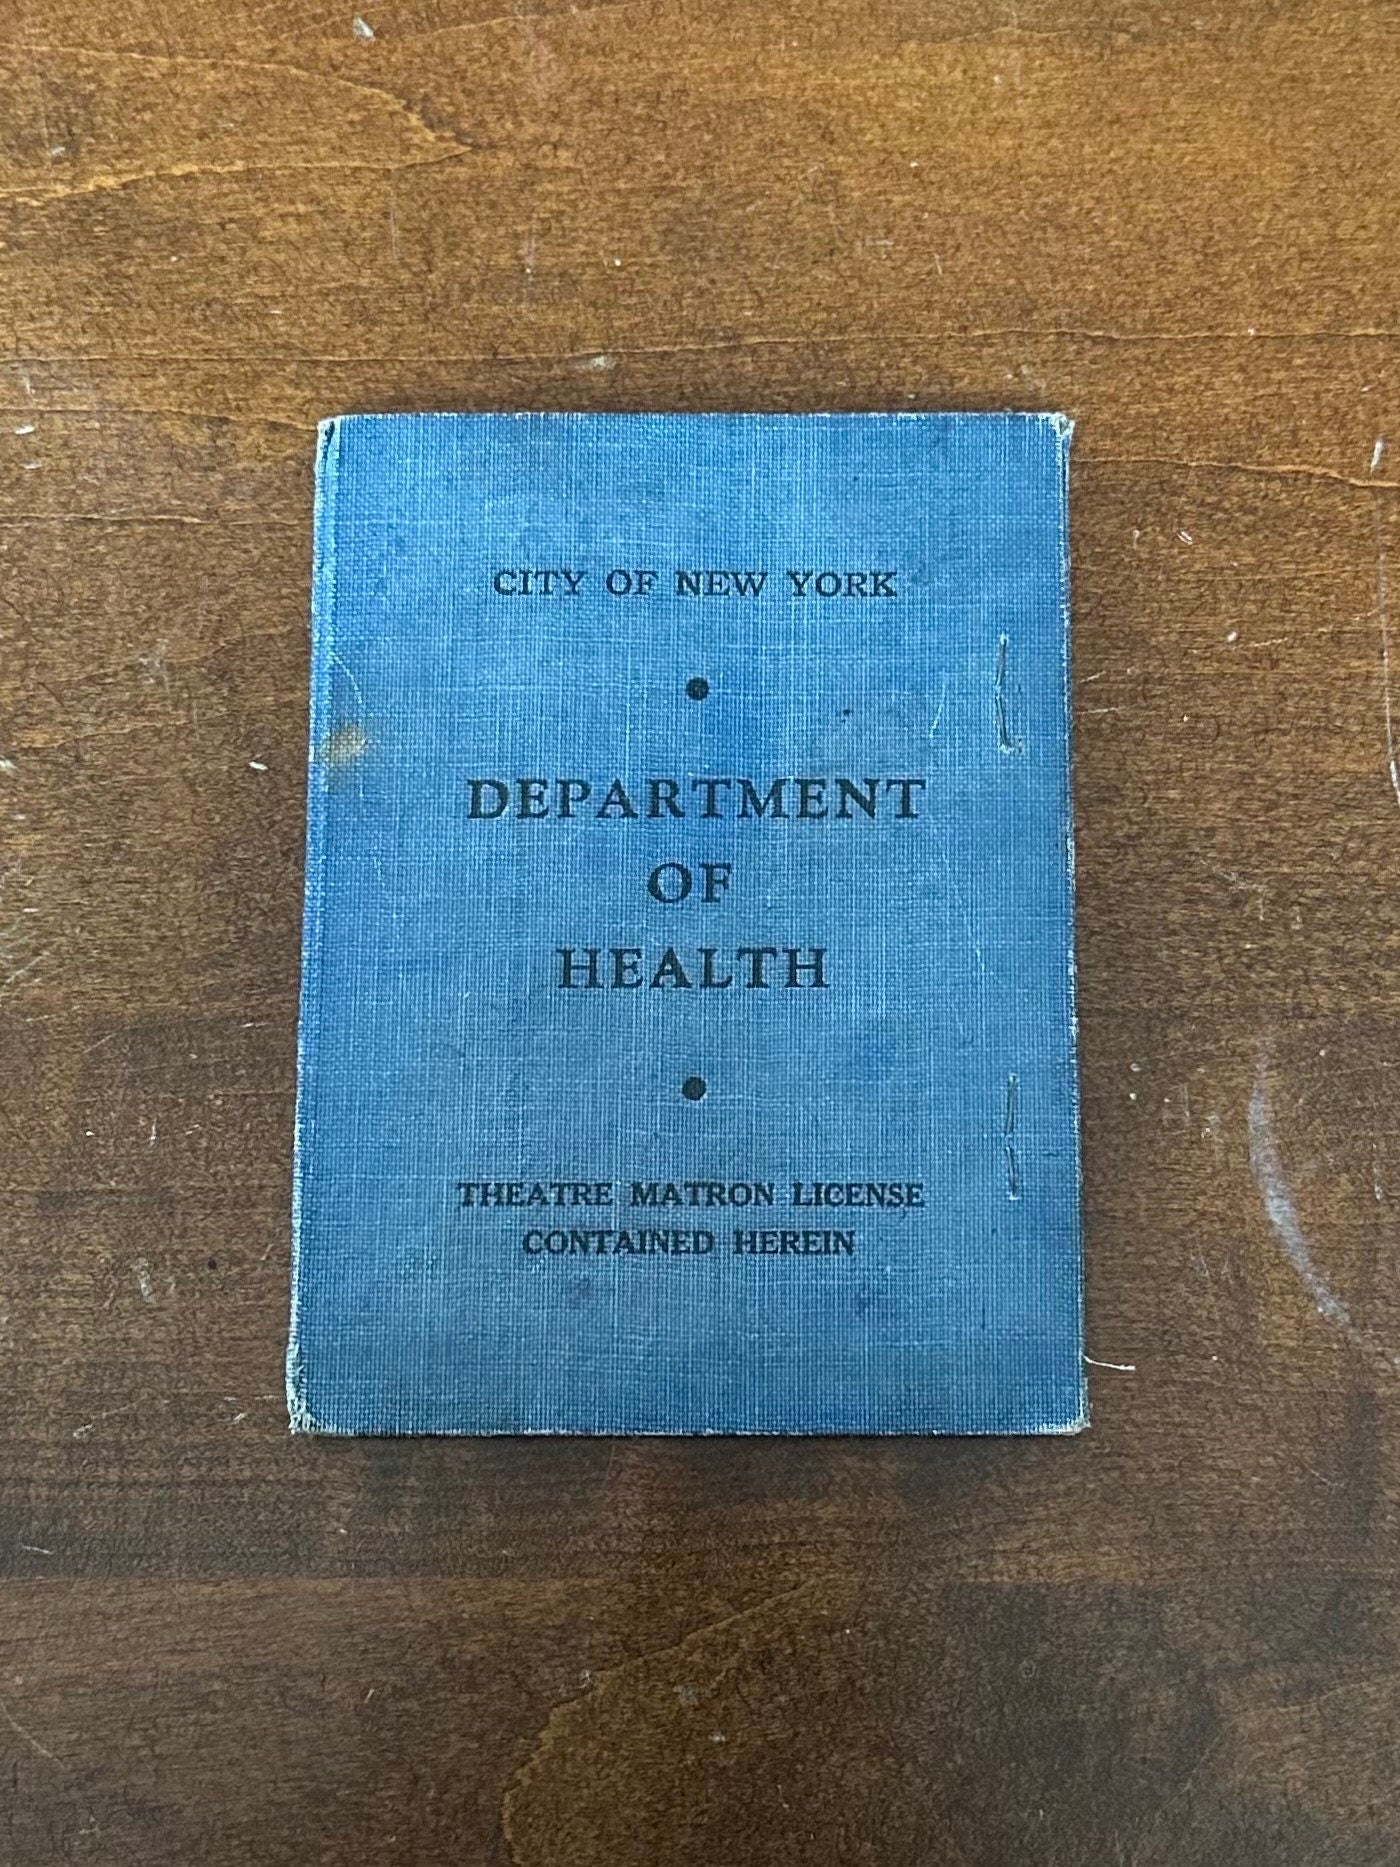 CITY OF NEW YORK
DEPARTMENT
OF
HEALTH
THEATRE MATRON LICENSE
CONTAINED HEREIN